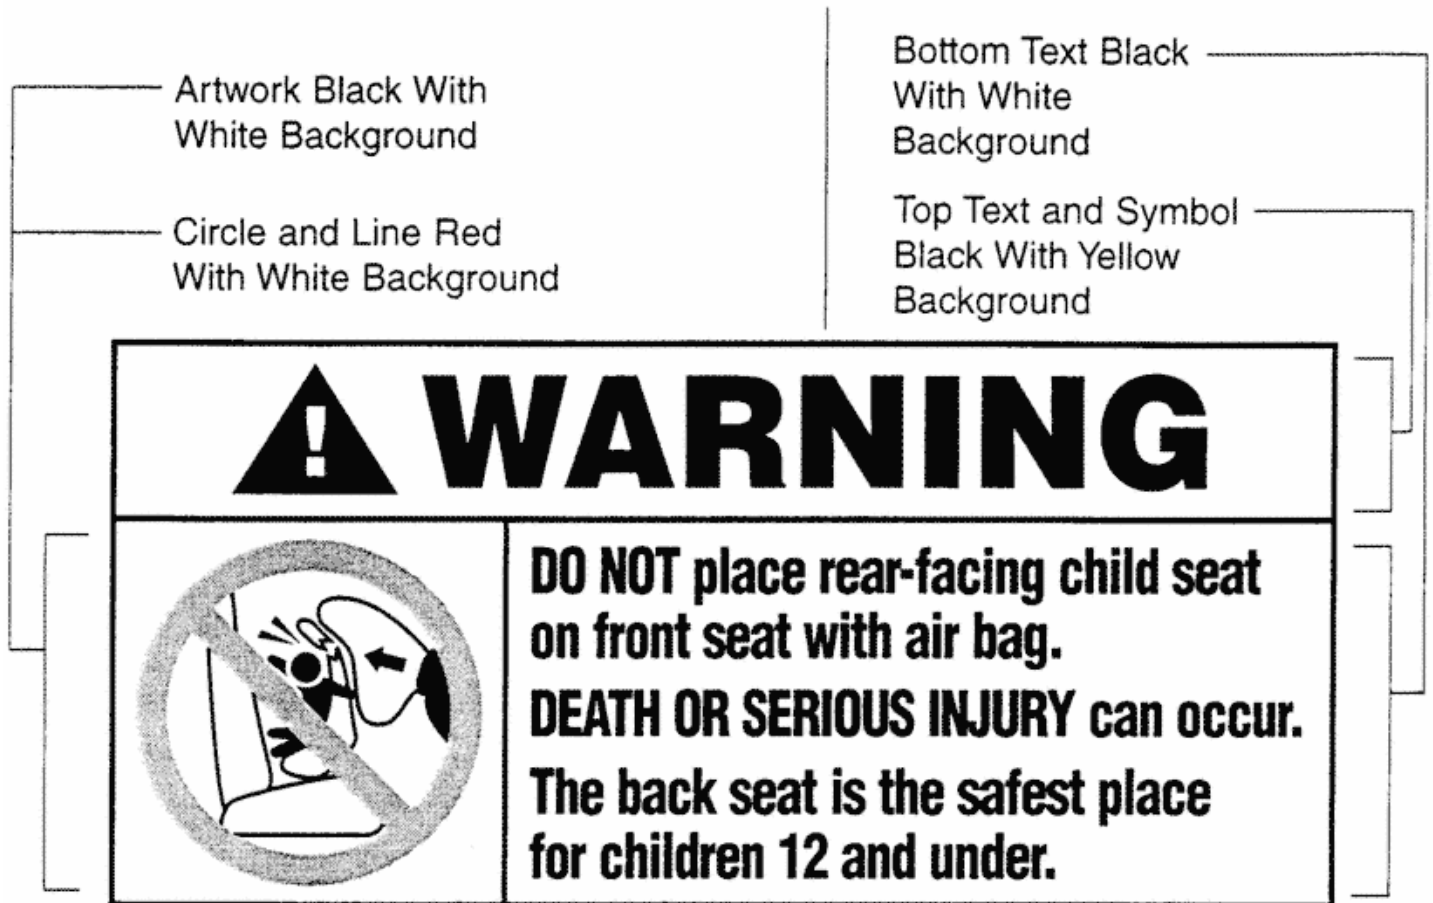 Artwork Black With
White Background
Circle and Line Red
With White Background
Bottom Text Black
With White
Background
Top Text and Symbol
Black With Yellow
Background
! WARNING
DO NOT place rear-facing child seat
on front seat with air bag.
DEATH OR SERIOUS INJURY can occur.
The back seat is the safest place
for children 12 and under.